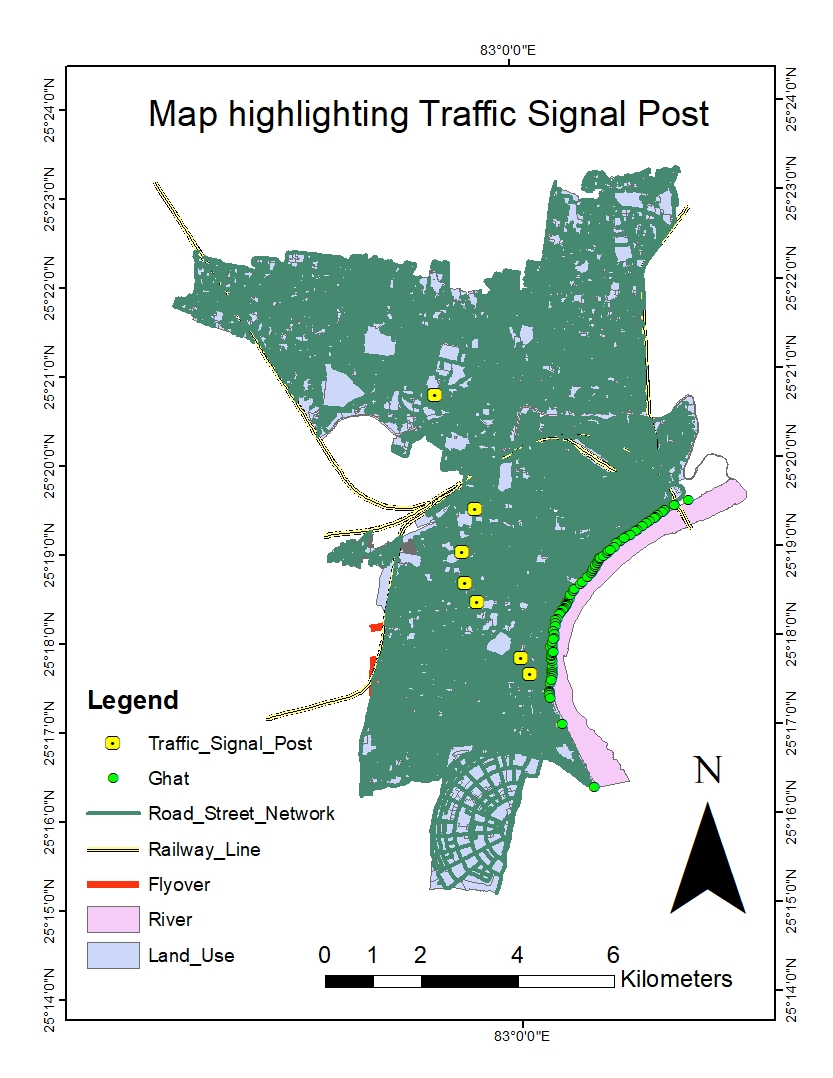 83°0'0"E
Map highlighting Traffic Signal Post
25°24'0"N
25°23'0"N
25°22'0"N
25°21'0"N
25°20'0"N
25°19'0"N
25°18'0"N
25°17'0"N
25°16'0"N
25°15'0"N
25°14'0"N
25°24'0"N
25°23'0"N
25°22'0"N
25°21'0"N
25°20'0"N
25°19'0"N
25°18'0"N
25°17'0"N
25°16'0"N
25°15'0"N
25°14'0"N
Legend
Traffic_Signal_Post
Ghat
Road_Street_Network
Railway_Line
Flyover
River
Land_Use
N
0 1 2 4 6
Kilometers
83°0'0"E